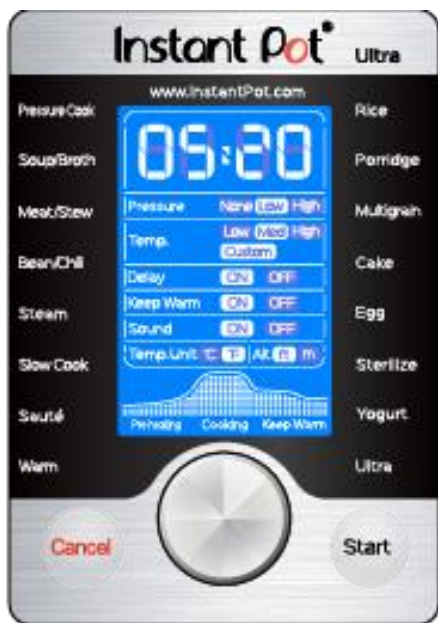 Instant Pot Ultra
www.InstantPot.com
Pressure Cook
Soup/Broth
Meat/Stew
Bean/Chili
Steam
Slow Cook
Sauté
Warm
05:20
Pressure None Low High
Temp. Low Med High
Custom
Delay ON OFF
Keep Warm ON OFF
Sound ON OFF
Temp.Unit °C °F Alt. ft m
Preheating Cooking Keep Warm
Rice
Porridge
Multigrain
Cake
Egg
Sterilize
Yogurt
Ultra
Cancel
Start